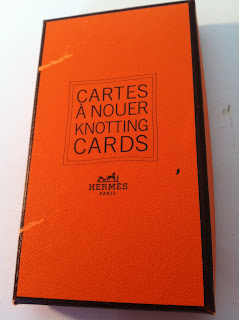 CARTES
À NOUER
KNOTTING
CARDS
HERMÈS
PARIS